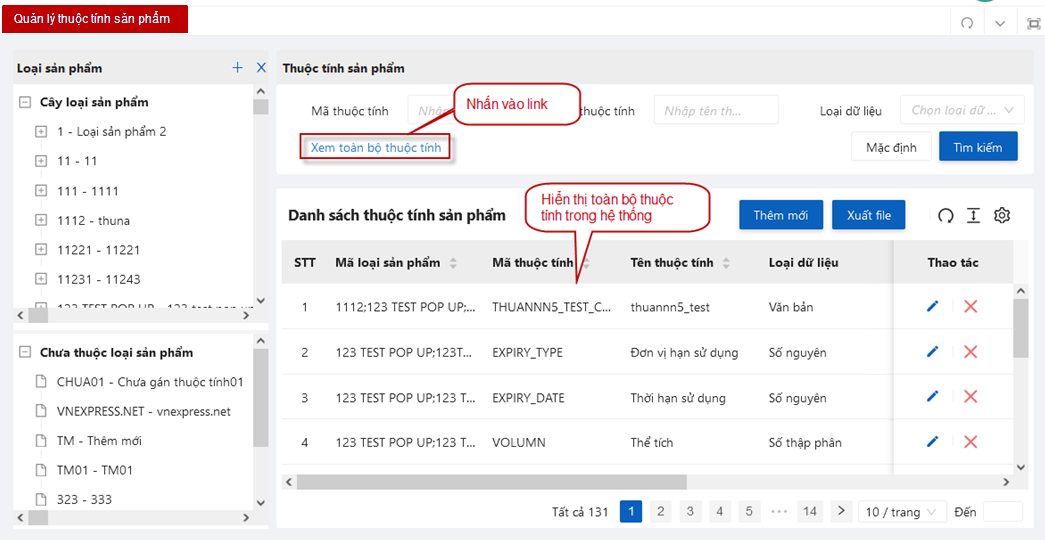 Quản lý thuộc tính sản phẩm
Loại sản phẩm
Cây loại sản phẩm
1 - Loại sản phẩm 2
11 - 11
111 - 1111
1112 - thuna
11221 - 11221
11231 - 11243
123 TEST POP UP - 123 test pop up
Chưa thuộc loại sản phẩm
CHUA01 - Chưa gán thuộc tính01
VNEXPRESS.NET - vnexpress.net
TM - Thêm mới
TM01 - TM01
323 - 333
Thuộc tính sản phẩm
Mã thuộc tính Nhập
Nhấn vào link
thuộc tính Nhập tên th... Loại dữ liệu Chọn loại dữ ...
Xem toàn bộ thuộc tính Mặc định Tìm kiếm
Hiển thị toàn bộ thuộc
tính trong hệ thống
Danh sách thuộc tính sản phẩm Thêm mới Xuất file
STT Mã loại sản phẩm Mã thuộc tính Tên thuộc tính Loại dữ liệu Thao tác
1 1112;123 TEST POP UP;... THUANNN5_TEST_C... thuannn5_test Văn bản
2 123 TEST POP UP;123T... EXPIRY_TYPE Đơn vị hạn sử dụng Số nguyên
3 123 TEST POP UP;123 T... EXPIRY_DATE Thời hạn sử dụng Số nguyên
4 123 TEST POP UP;123 T... VOLUMN Thể tích Số thập phân
Tất cả 131 1 2 3 4 5 ••• 14 10 / trang Đến